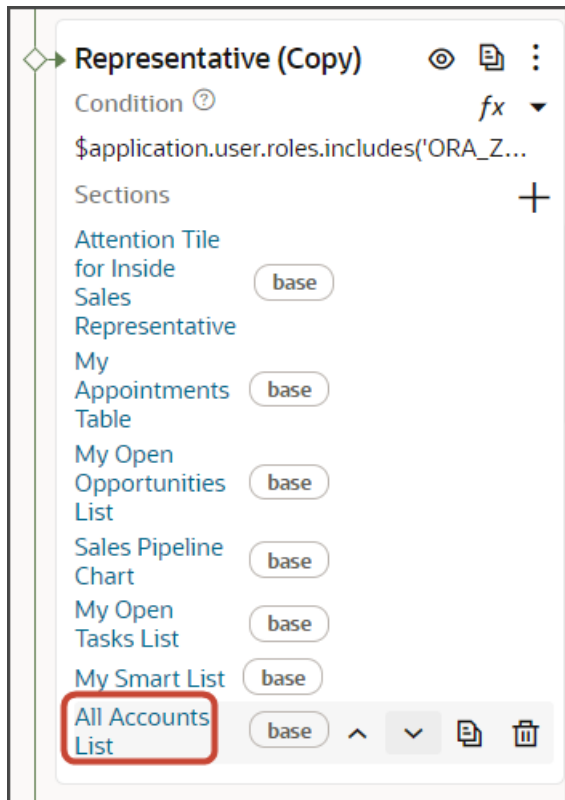 Representative (Copy)
Condition ?
fx
$application.user.roles.includes('ORA_Z...
Sections
Attention Tile
for Inside
Sales
Representative
base
My
Appointments
Table
base
My Open
Opportunities
List
base
Sales Pipeline
Chart
base
My Open
Tasks List
base
My Smart List
base
All Accounts
List
base